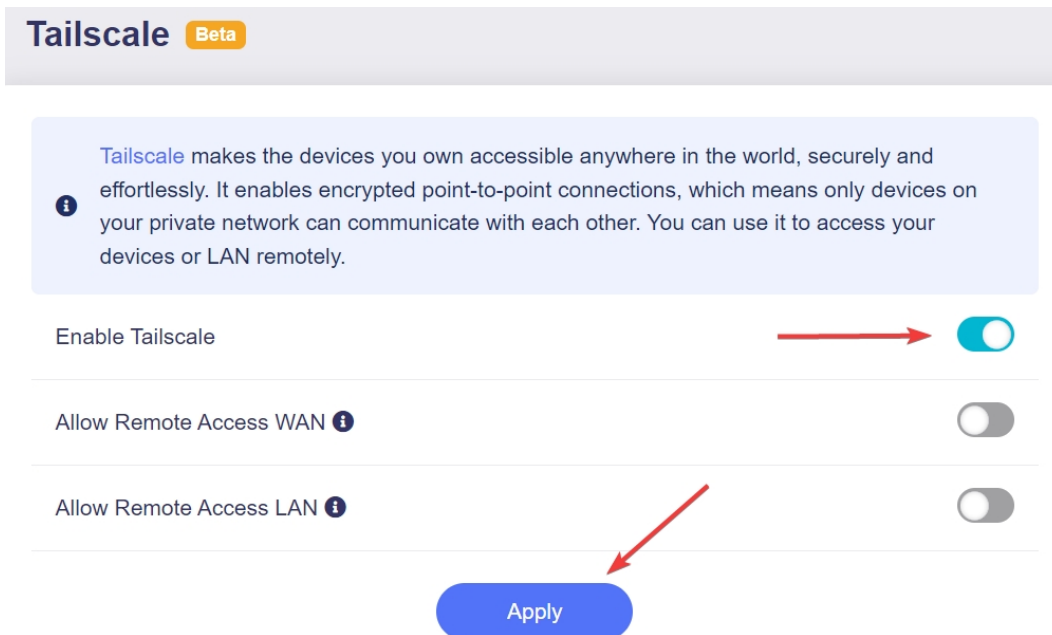 Tailscale Beta
Tailscale makes the devices you own accessible anywhere in the world, securely and
effortlessly. It enables encrypted point-to-point connections, which means only devices on
your private network can communicate with each other. You can use it to access your
devices or LAN remotely.
Enable Tailscale
Allow Remote Access WAN
Allow Remote Access LAN
Apply